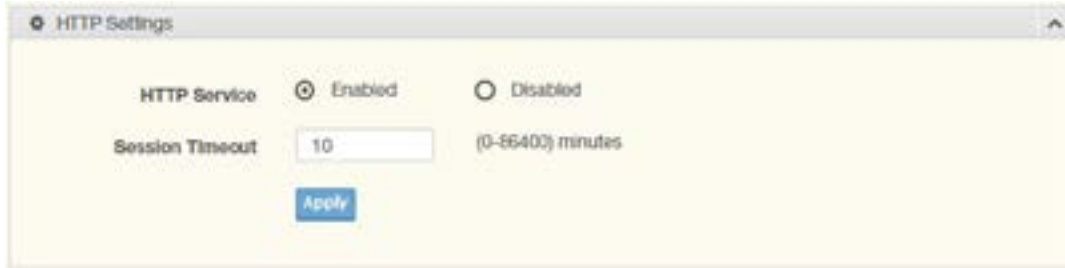 HTTP Settings
HTTP Service Enabled Disabled
Session Timeout 10 (0-86400) minutes
Apply